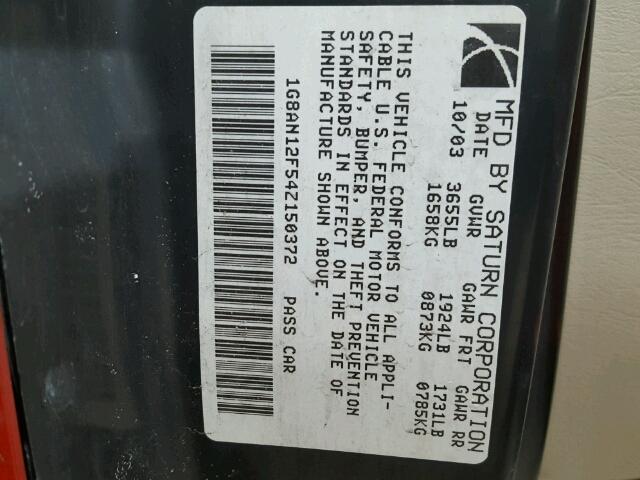 MFD BY SATURN CORPORATION
DATE GVWR GAWR FRT GAWR RR
10/03 3655LB 1924LB 1731LB
1658KG 0873KG 0785KG
THIS VEHICLE CONFORMS TO ALL APPLI-
CABLE U.S. FEDERAL MOTOR VEHICLE
SAFETY, BUMPER, AND THEFT PREVENTION
STANDARDS IN EFFECT ON THE DATE OF
MANUFACTURE SHOWN ABOVE.
1G8AN12F54Z150372 PASS CAR